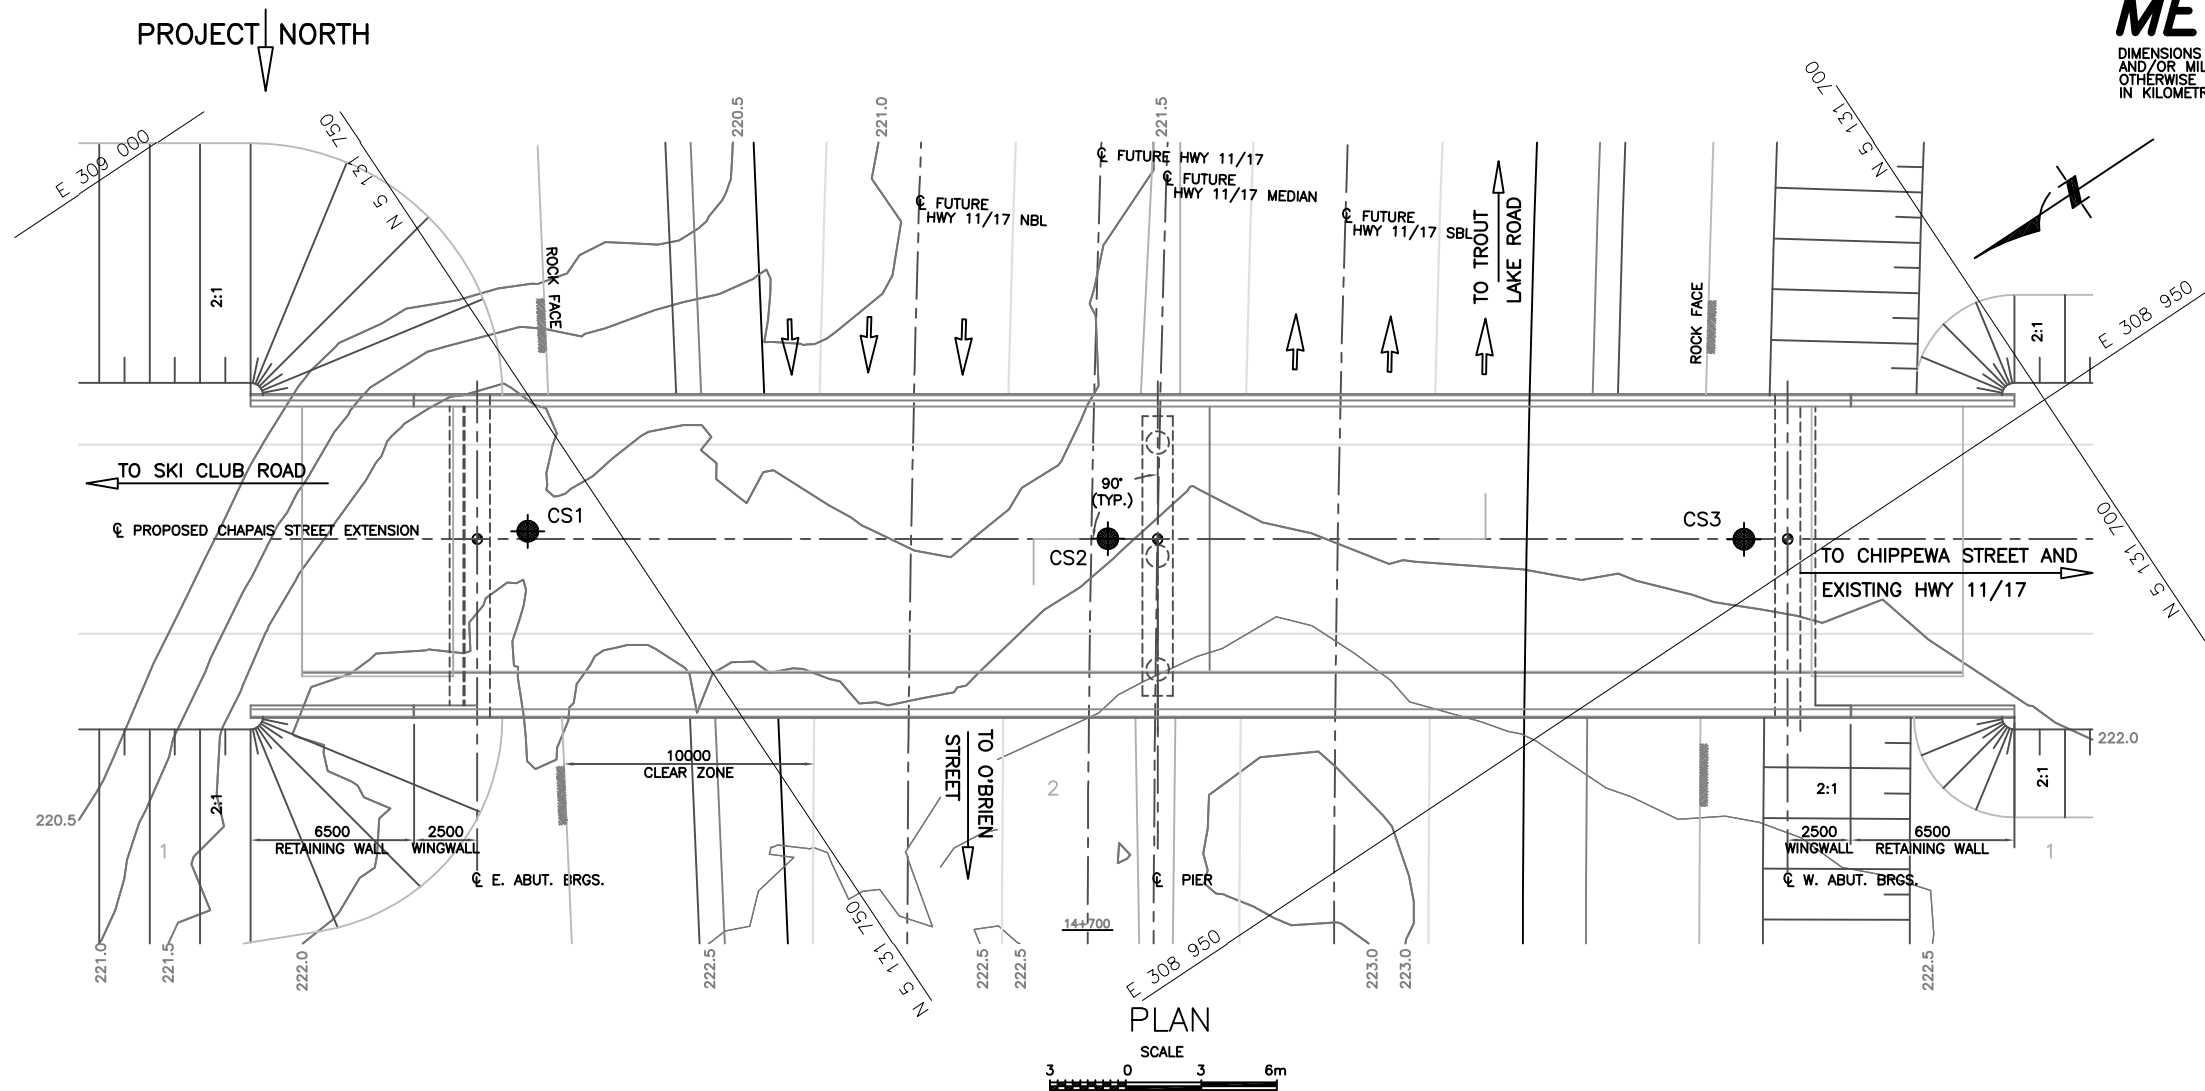 PROJECT NORTH
DIMENSIONS
AND/OR MIL
OTHERWISE
IN KILOMETR
E 309 000
N 5 131 750
220.5
221.0
221.5
N 5 131 700
℄ FUTURE HWY 11/17
℄ FUTURE
HWY 11/17 MEDIAN
℄ FUTURE
HWY 11/17 NBL
℄ FUTURE
HWY 11/17 SBL
TO TROUT
LAKE ROAD
ROCK FACE
ROCK FACE
2:1
2:1
E 308 950
TO SKI CLUB ROAD
90°
(TYP.)
CS1
CS2
CS3
℄ PROPOSED CHAPAIS STREET EXTENSION
TO CHIPPEWA STREET AND
EXISTING HWY 11/17
N 5 131 700
222.0
10000
CLEAR ZONE
TO O'BRIEN
STREET
2
2:1
2:1
2:1
220.5
1
6500
RETAINING WALL
2500
WINGWALL
2500
WINGWALL
6500
RETAINING WALL
1
℄ E. ABUT. BRGS.
℄ PIER
℄ W. ABUT. BRGS.
14+700
N 5 131 750
E 308 950
221.0
221.5
222.0
222.5
222.5
222.5
223.0
223.0
222.5
PLAN
SCALE
3 0 3 6m